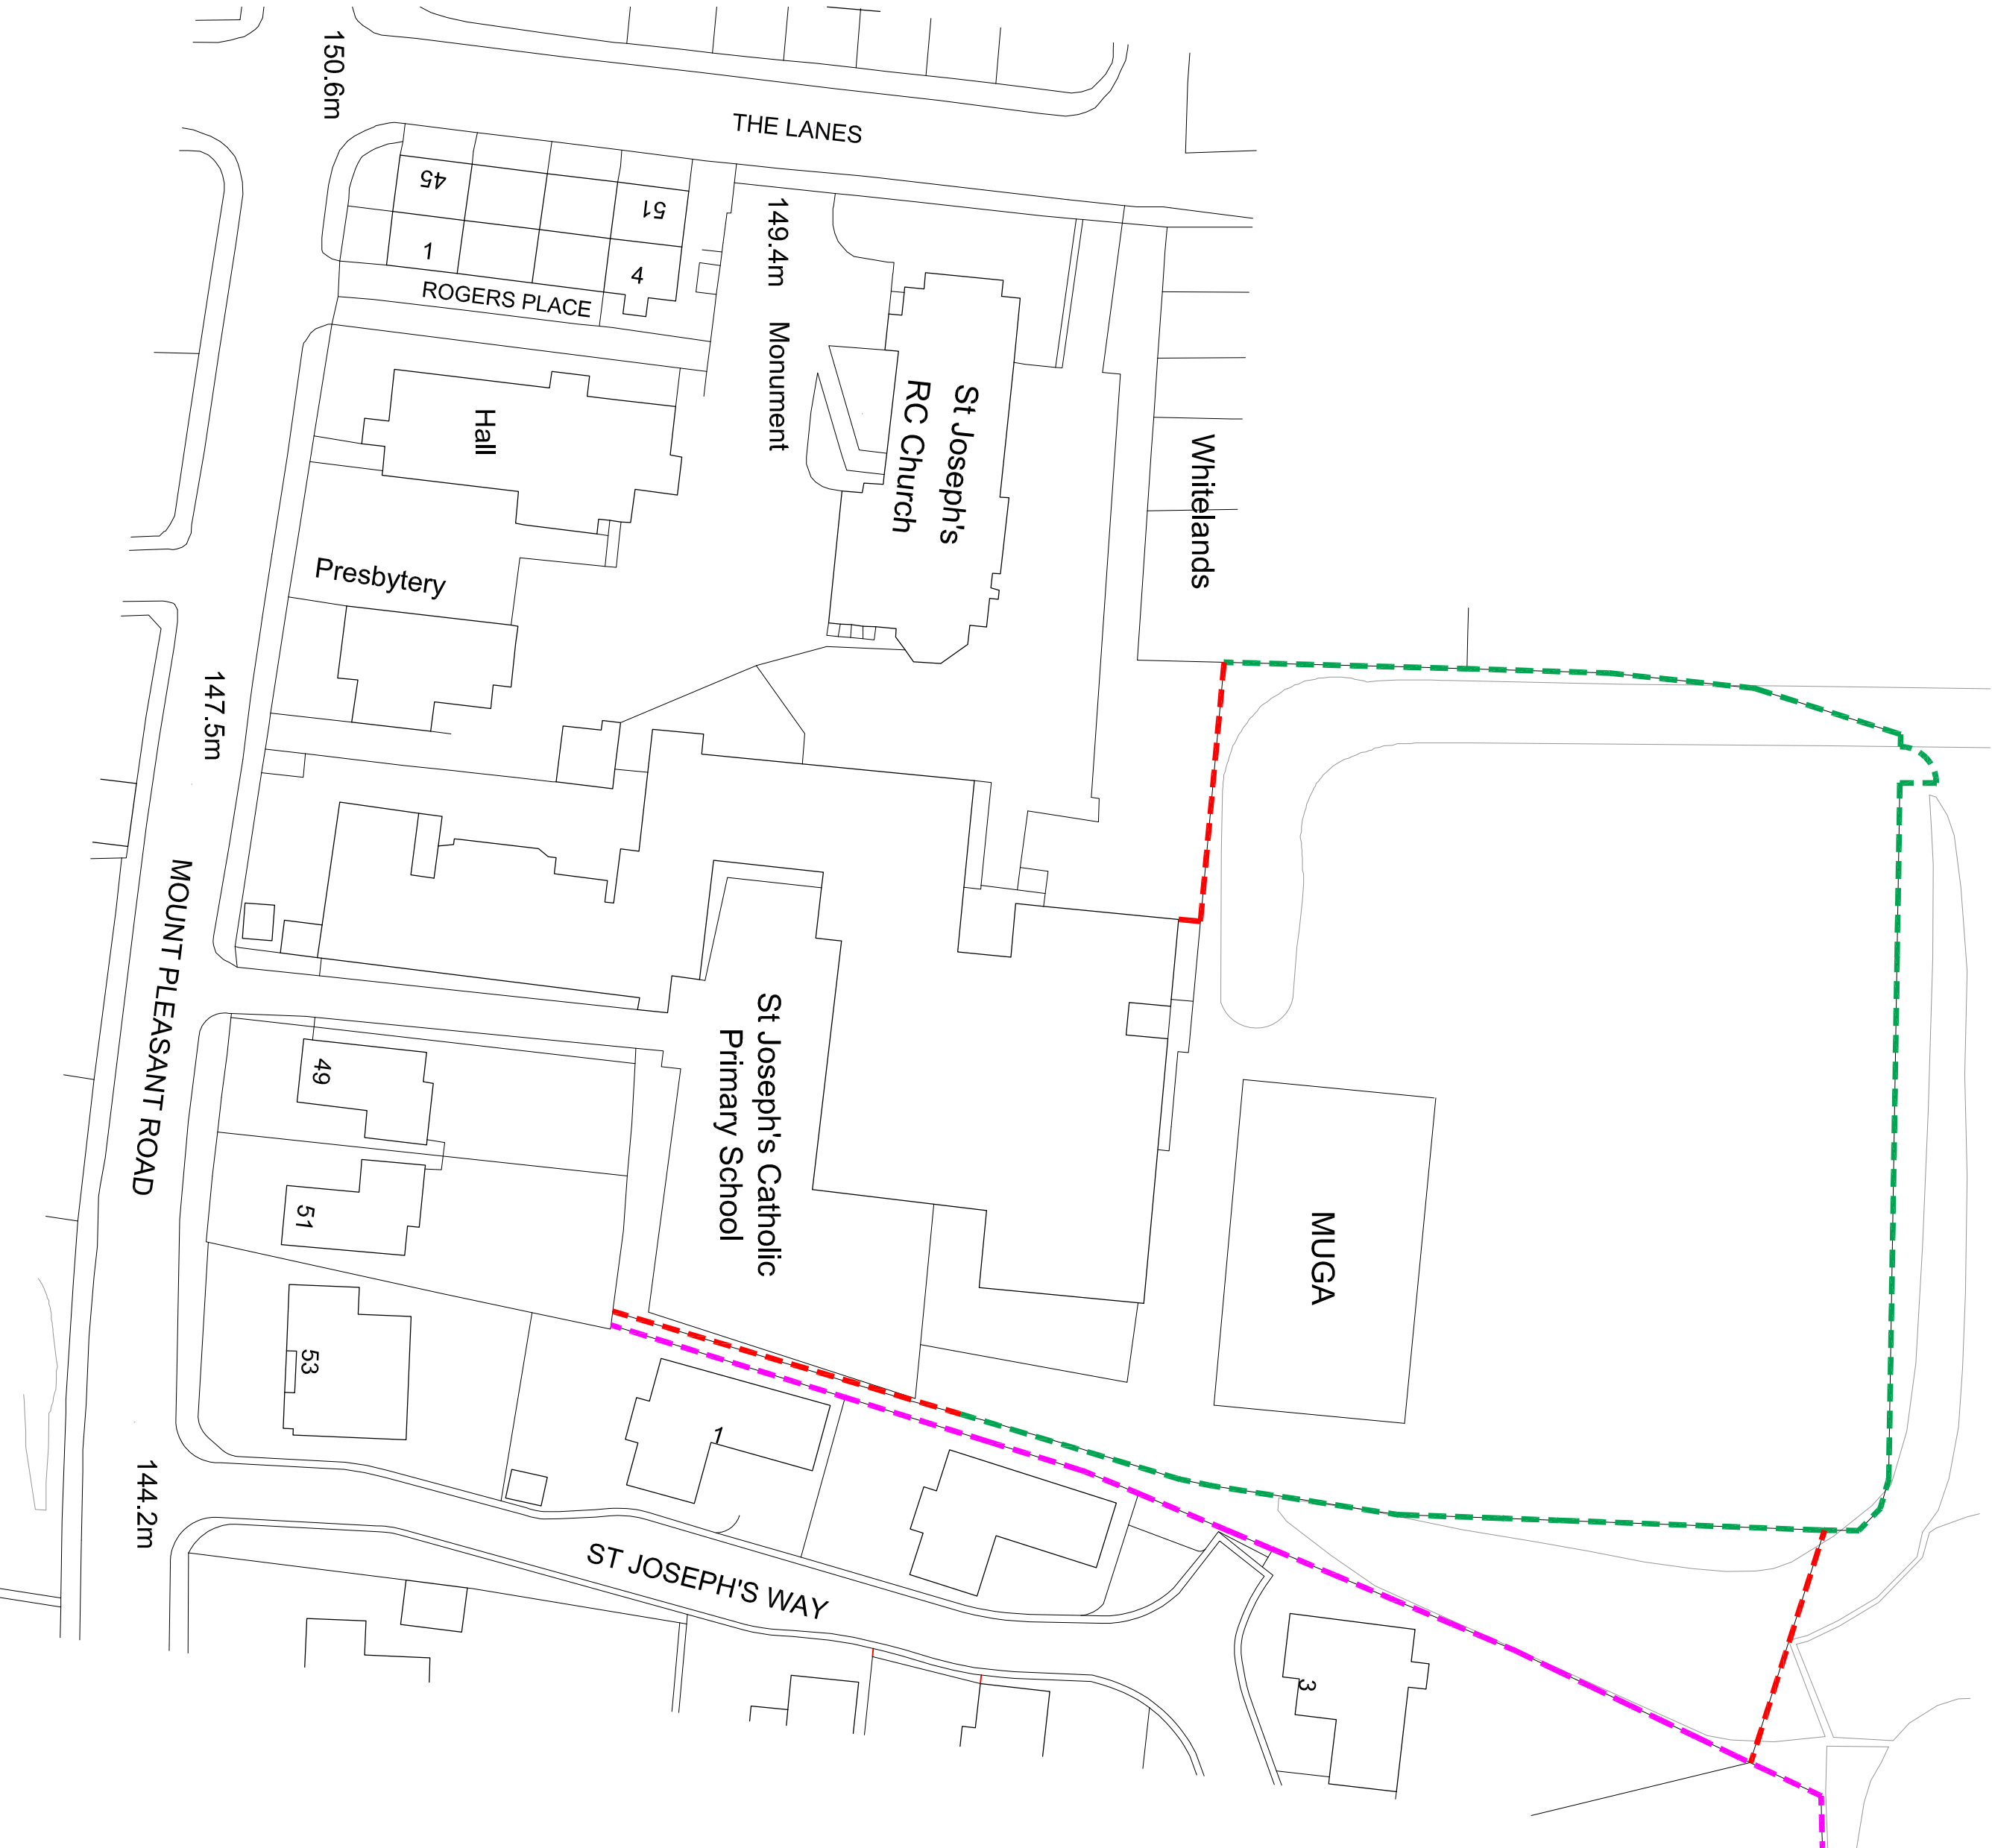 150.6m
THE LANES
45
51
1
4
ROGERS PLACE
149.4m
Monument
St Joseph's
RC Church
Hall
Whitelands
Presbytery
147.5m
MOUNT PLEASANT ROAD
St Joseph's Catholic
Primary School
49
51
MUGA
53
1
144.2m
ST JOSEPH'S WAY
3